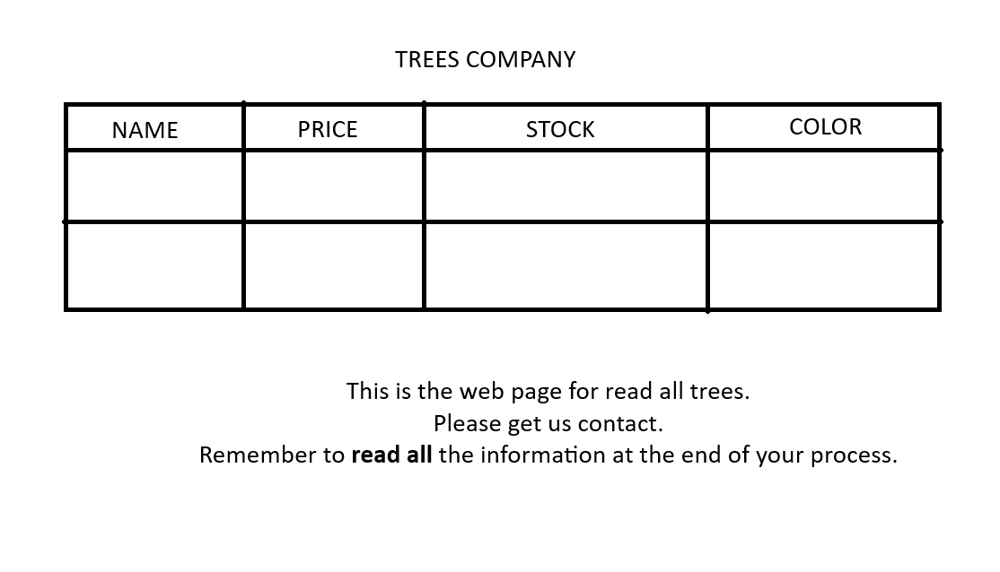 TREES COMPANY
NAME PRICE STOCK COLOR
This is the web page for read all trees.
Please get us contact.
Remember to read all the information at the end of your process.